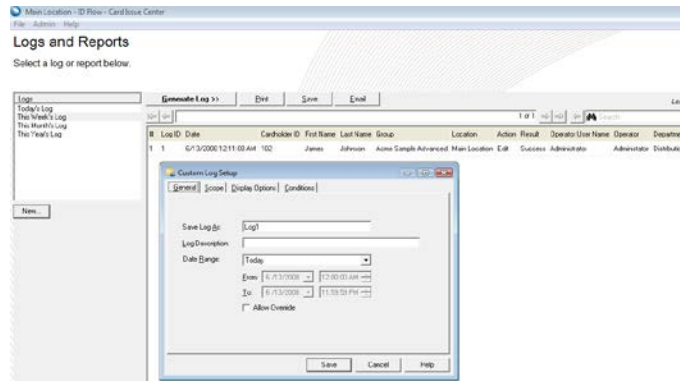 Main Location - ID Flow - Card Issue Center
File Admin Help
Logs and Reports
Select a log or report below.
Logs
Today's Log
This Week's Log
This Month's Log
This Year's Log
New...
Generate Log >> Print Save Email
1 of 1 Search
# Log ID Date Cardholder ID First Name Last Name Group Location Action Result Operator User Name Operator Departme
1 1 6/13/2008 12:11:00 AM 102 James Johnson Acme Sample Advanced Main Location Edit Success Administrator Administrator Distributi
Custom Log Setup
General Scope Display Options Conditions
Save Log As: Log1
Log Description:
Date Range: Today
From: 6/13/2008 12:00:00 AM
To: 6/13/2008 11:59:59 PM
Allow Override
Save Cancel Help